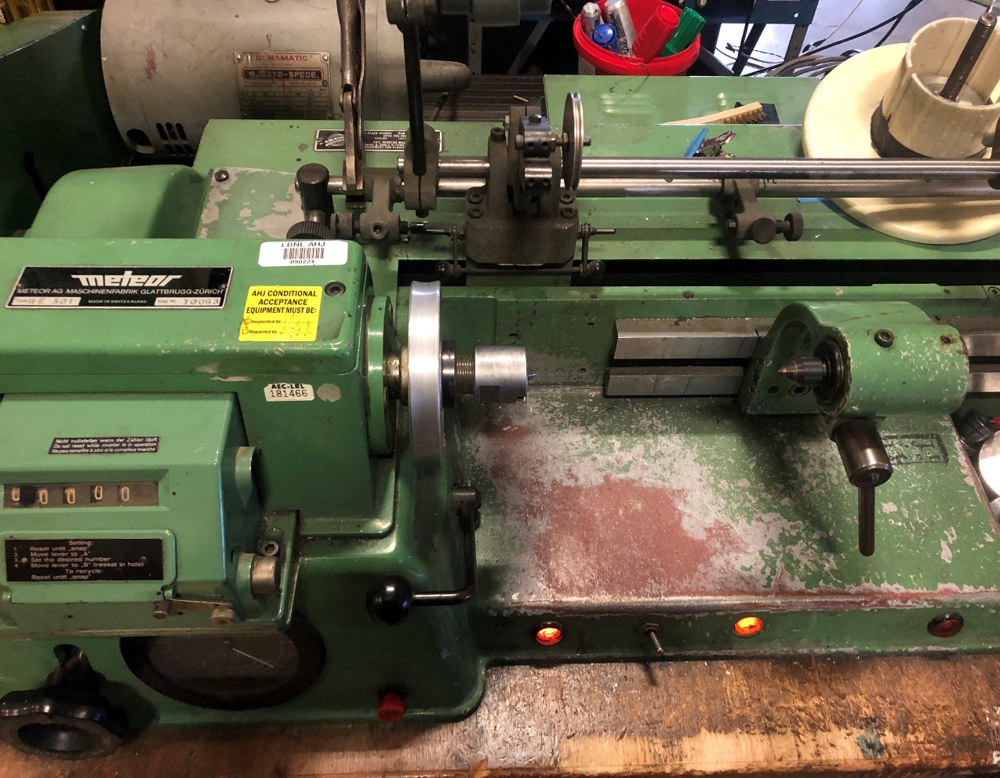 DYNAMATIC
AJUSTO-SPEDE
LBNL AHJ
050224
meteor
METEOR AG MASCHINENFABRIK GLATTBRUGG-ZÜRICH
E 301 MADE IN SWITZERLAND Insp. Nr. 10063
AHJ CONDITIONAL
ACCEPTANCE
EQUIPMENT MUST BE:
Inspected by
Repaired by
AEC-LRL
181466
Nicht nullstellen wenn der Zähler läuft
Do not reset while counter is in operation
Ne pas remettre à zéro si le compteur marche
0 0 0 0 0
Setting:
1 Reset until „snap"
2 Move lever to „A"
3 Set the desired number
4 Move lever to „B" (reseat in hole)
To recycle:
Reset until „snap"